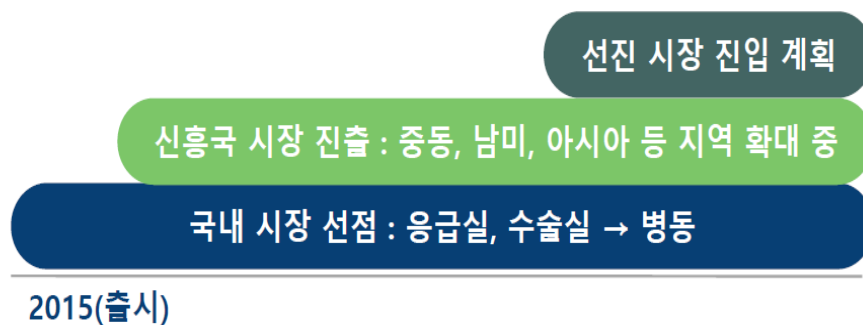 선진 시장 진입 계획
신흥국 시장 진출 : 중동, 남미, 아시아 등 지역 확대 중
국내 시장 선점 : 응급실, 수술실 → 병동
2015(출시)